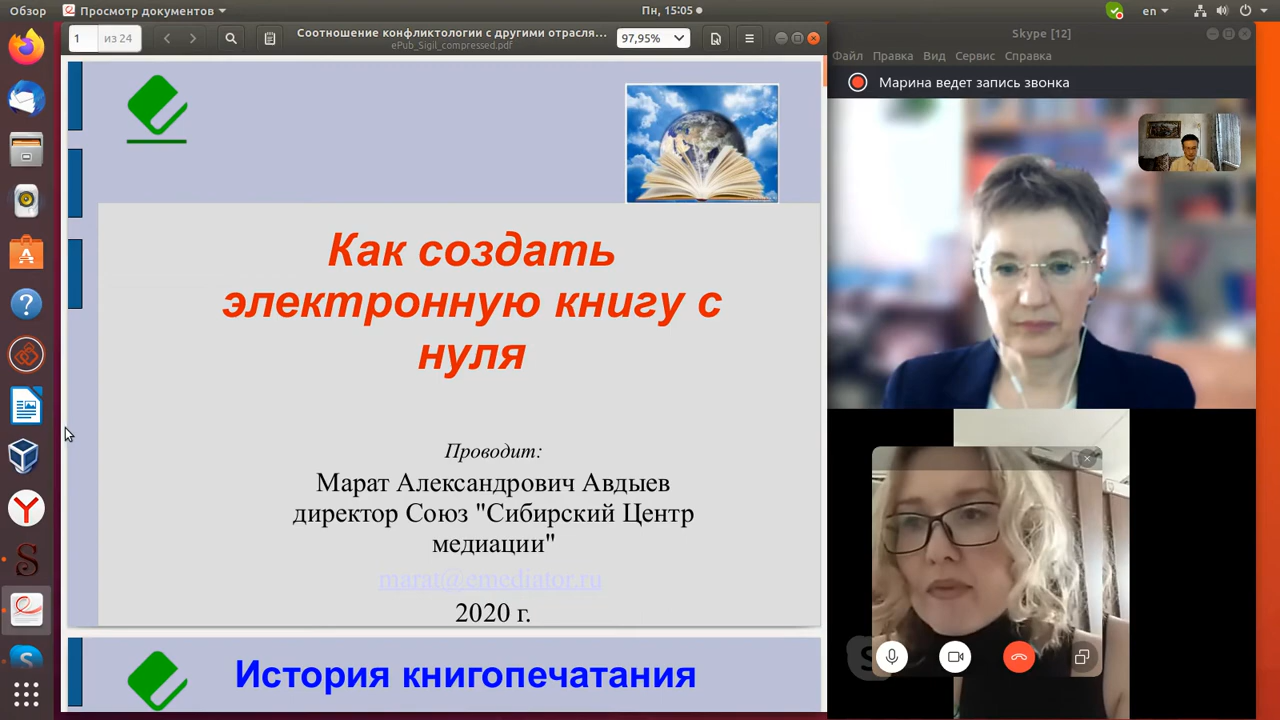 Обзор
Просмотр документов
Пн, 15:05
en
1
из 24
Соотношение конфликтологии с другими отрасля...
ePub_Sigil_compressed.pdf
97,95%
Как создать
электронную книгу с
нуля
Проводит:
Марат Александрович Авдыев
директор Союз "Сибирский Центр
медиации"
marat@emediator.ru
2020 г.
История книгопечатания
Skype [12]
Файл Правка Вид Сервис Справка
Марина ведет запись звонка